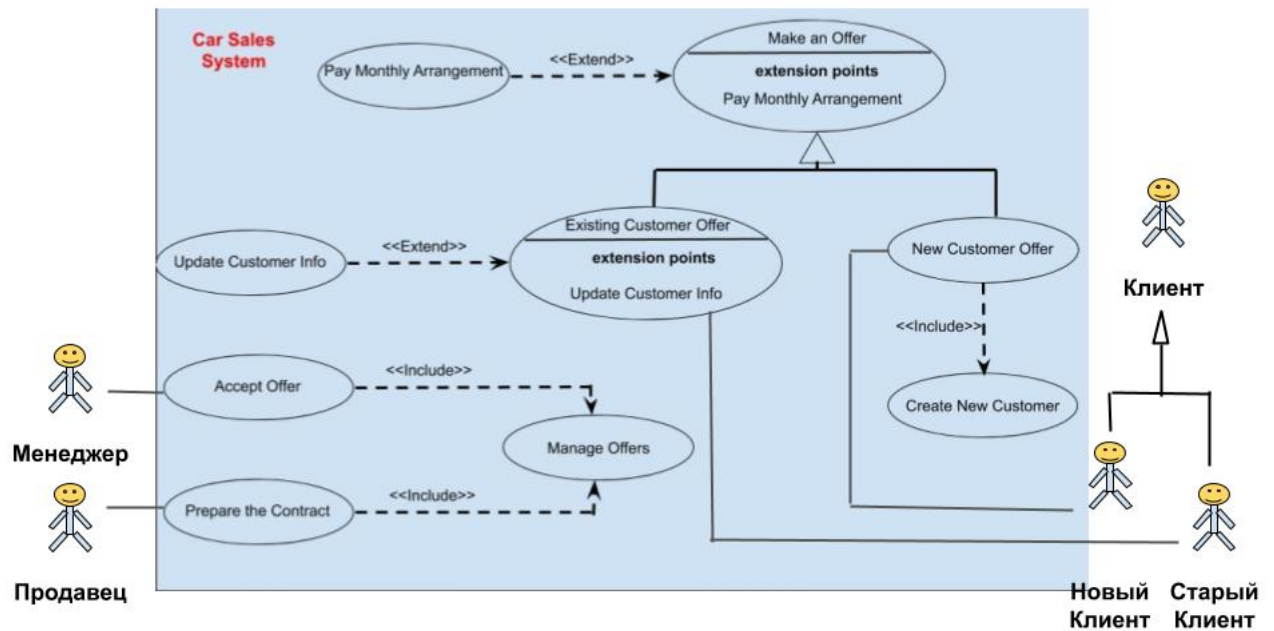 Car Sales
System
Pay Monthly Arrangement
<<Extend>>
Make an Offer
extension points
Pay Monthly Arrangement
Update Customer Info
<<Extend>>
Existing Customer Offer
extension points
Update Customer Info
New Customer Offer
<<Include>>
Create New Customer
Клиент
Accept Offer
<<Include>>
Manage Offers
Менеджер
Prepare the Contract
<<Include>>
Продавец
Новый
Клиент
Старый
Клиент